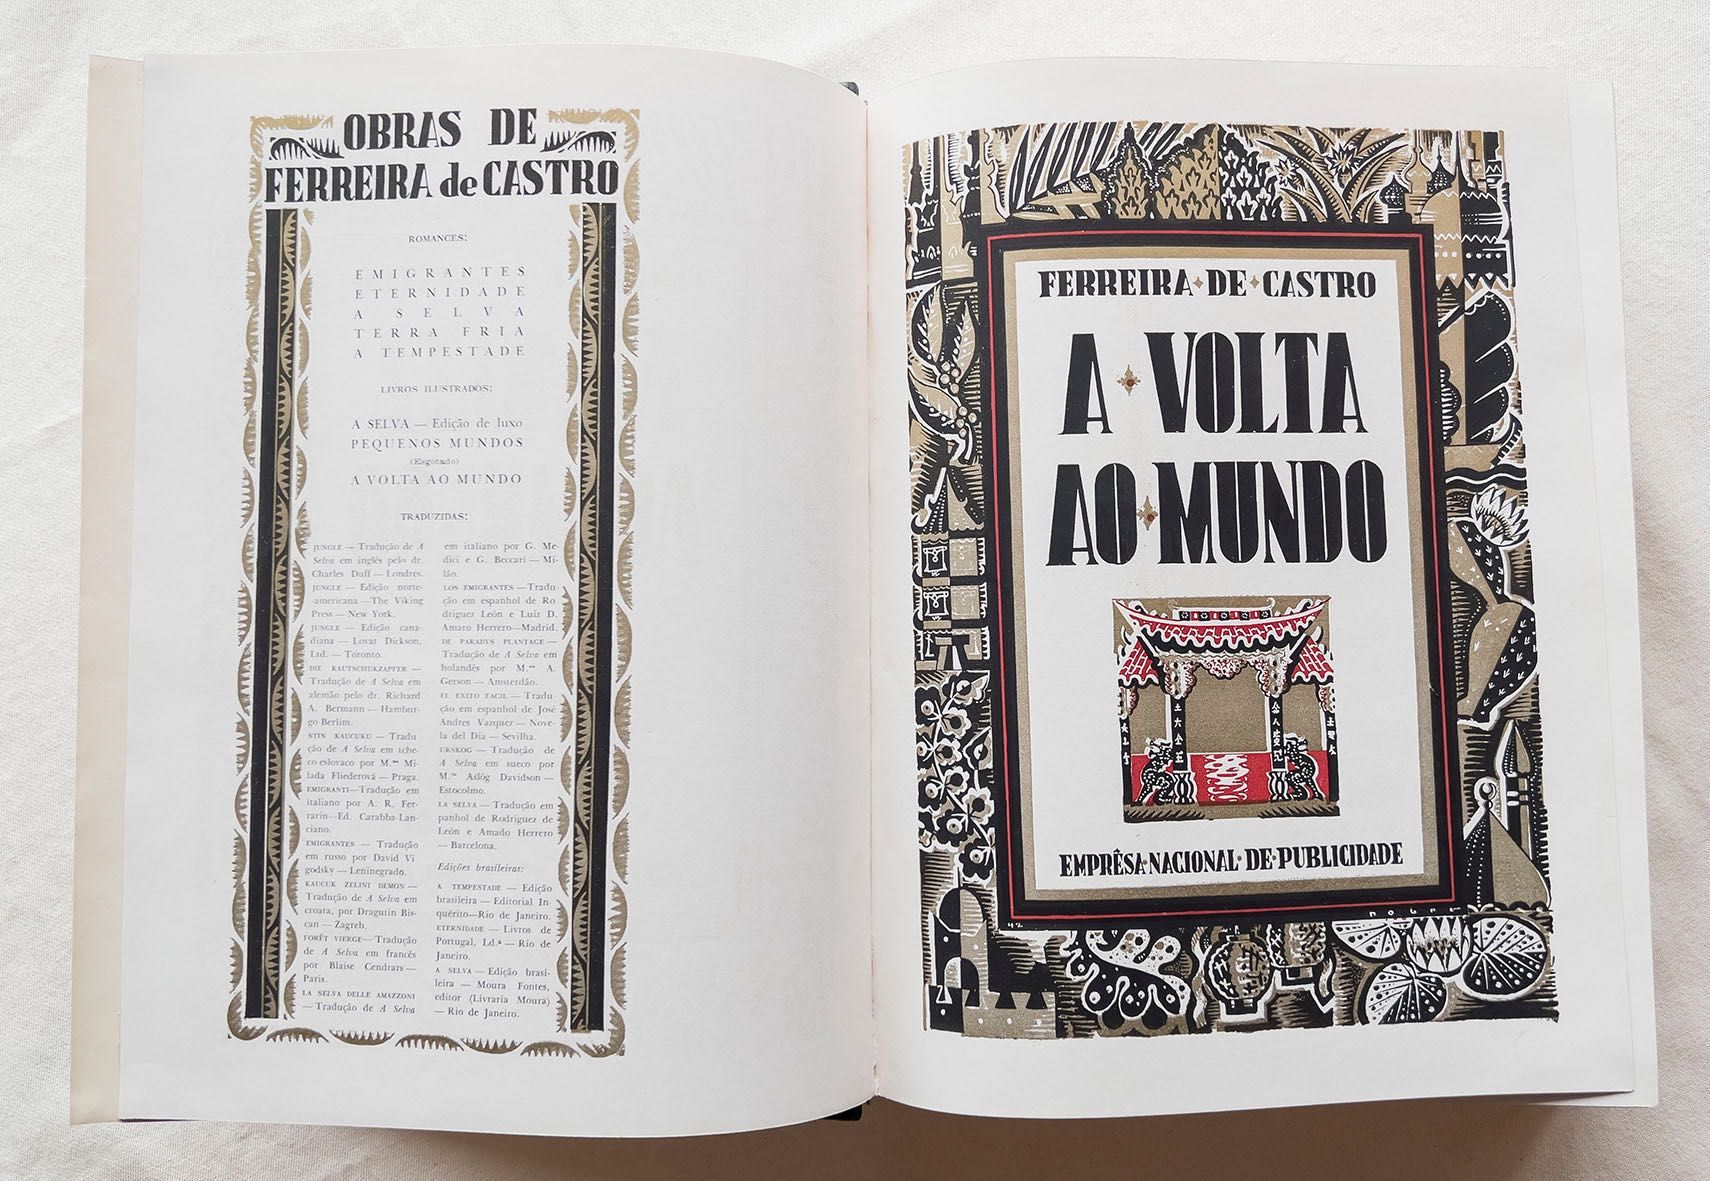 OBRAS DE
FERREIRA de CASTRO
ROMANCES:
EMIGRANTES
ETERNIDADE
A SELVA
TERRA FRIA
A TEMPESTADE
LIVROS ILUSTRADOS:
A SELVA — Edição de luxo
PEQUENOS MUNDOS
(Esgotado)
A VOLTA AO MUNDO
TRADUZIDAS:
JUNGLE — Tradução de A
Selva em inglês pelo dr.
Charles Duff — Londres.
JUNGLE — Edição norte-
-americana — The Viking
Press — New York.
JUNGLE — Edição cana-
diana — Lovat Dickson,
Ltd. — Toronto.
DIE KAUTSCHUKZAPFER —
Tradução de A Selva em
alemão pelo dr. Richard
A. Bermann — Hambur-
go-Berlim.
STIN KAUCUKU — Tradu
ção de A Selva em tche-
co-eslovaco por M.me Mi-
lada Fliederová — Praga.
EMIGRANTI — Tradução em
italiano por A. R. Fer-
rarin — Ed. Carabba-Lan-
ciano.
EMIGRANTES — Tradução
em russo por David Vi
godsky — Leninegrado.
KAUCUK ZELINI DEMON —
Tradução de A Selva em
croata, por Dragutin Bis-
can — Zagreb.
FORÊT VIERGE — Tradução
de A Selva em francês
por Blaise Cendrars —
Paris.
LA SELVA DELLE AMAZZONI
— Tradução de A Selva
em italiano por G. Me-
dici e G. Beccari — Mi-
lão.
LOS EMIGRANTES — Tradu-
ção em espanhol de Ro-
driguez León e Luiz D.
Amaro Herrero — Madrid.
DE PARADYS PLANTAGE —
Tradução de A Selva em
holandês por M.me A.
Gerson — Amsterdão.
EL EXITO FACIL — Tradu-
ção em espanhol de José
Andres Vazquez — Nove-
la del Dia — Sevilha.
URSKOG — Tradução de
A Selva em sueco por
M.me Aslög Davidson —
Estocolmo.
LA SELVA — Tradução em
panhol de Rodriguez de
León e Amado Herrero
— Barcelona.
Edições brasileiras:
A TEMPESTADE — Edição
brasileira — Editorial In
quérito — Rio de Janeiro.
ETERNIDADE — Livros de
Portugal, Ld.a — Rio de
Janeiro.
A SELVA — Edição brasi-
leira — Moura Fontes,
editor (Livraria Moura)
— Rio de Janeiro.
FERREIRA DE CASTRO
A VOLTA
AO MUNDO
EMPRÊSA NACIONAL DE PUBLICIDADE
42